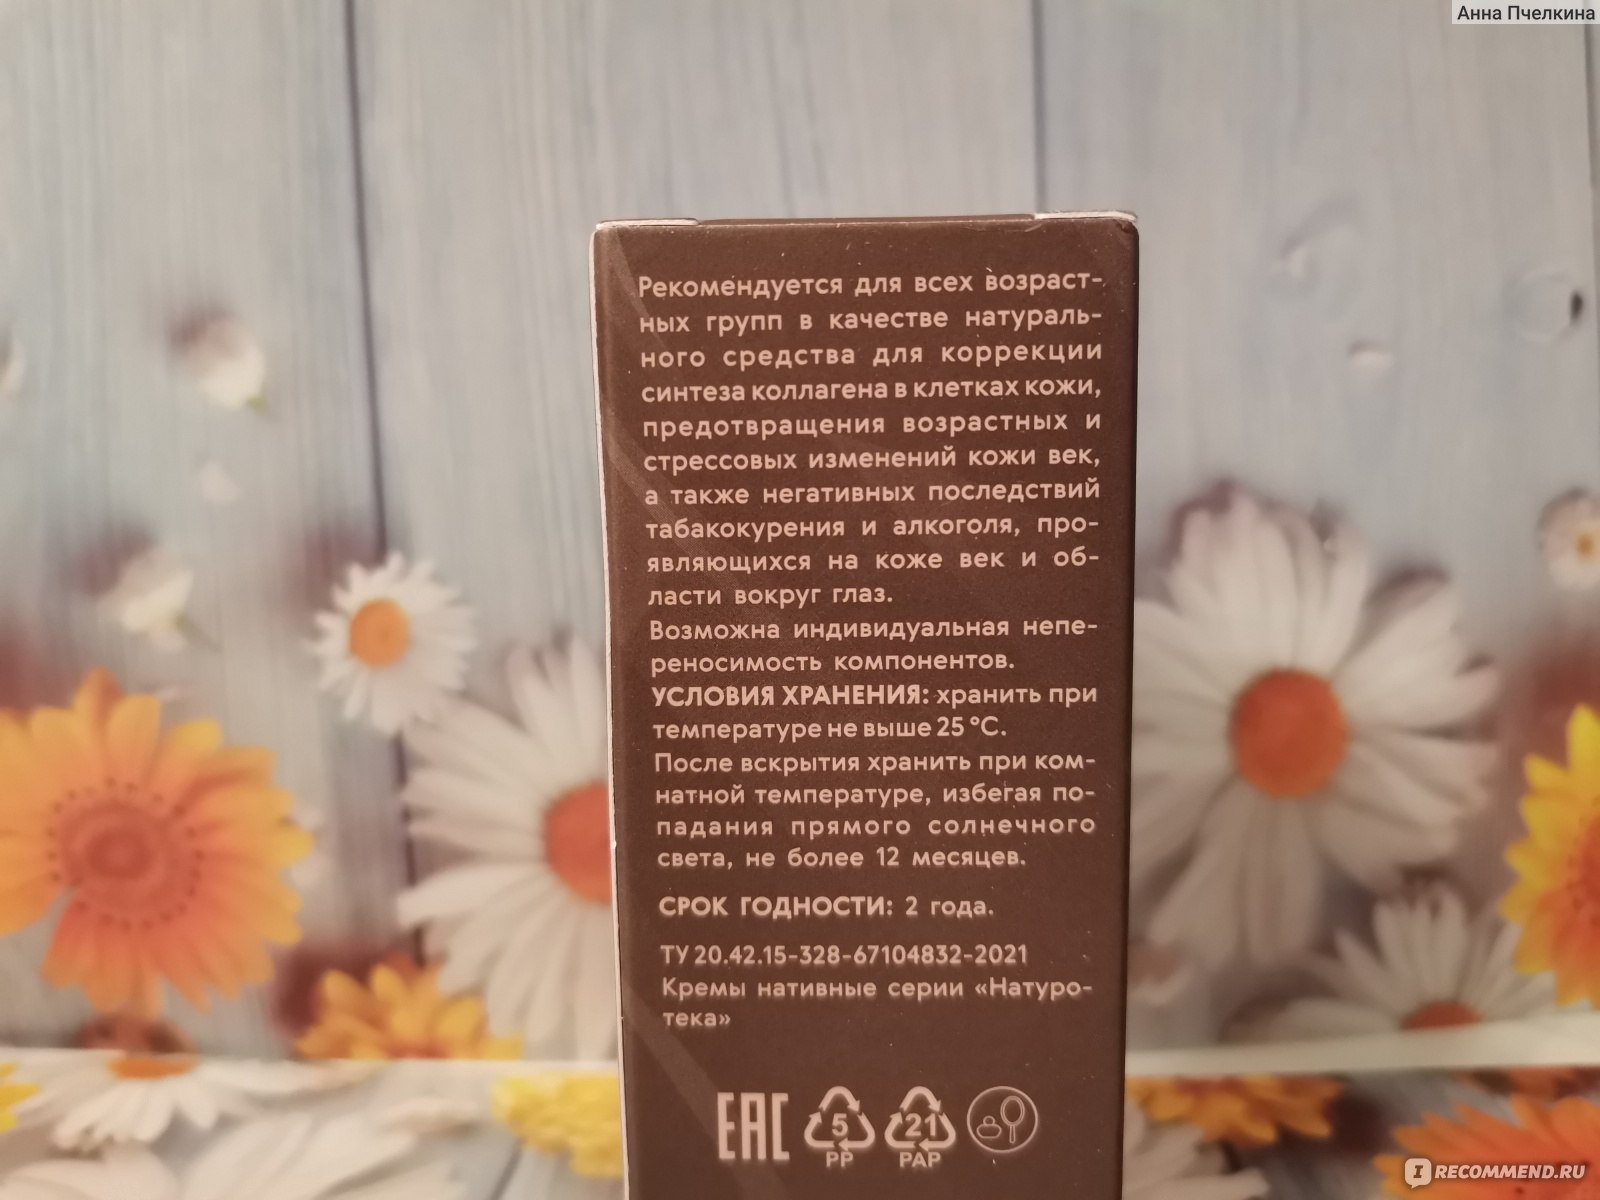 Анна Пчелкина
Рекомендуется для всех возраст-
ных групп в качестве натураль-
ного средства для коррекции
синтеза коллагена в клетках кожи,
предотвращения возрастных и
стрессовых изменений кожи век,
а также негативных последствий
табакокурения и алкоголя, про-
являющихся на коже век и об-
ласти вокруг глаз.
Возможна индивидуальная непе-
реносимость компонентов.
УСЛОВИЯ ХРАНЕНИЯ: хранить при
температуре не выше 25 °C.
После вскрытия хранить при ком-
натной температуре, избегая по-
падания прямого солнечного
света, не более 12 месяцев.
СРОК ГОДНОСТИ: 2 года.
ТУ 20.42.15-328-67104832-2021
Кремы нативные серии «Натуро-
тека»
EAC 5 21
PP PAP
IRECOMMEND.RU